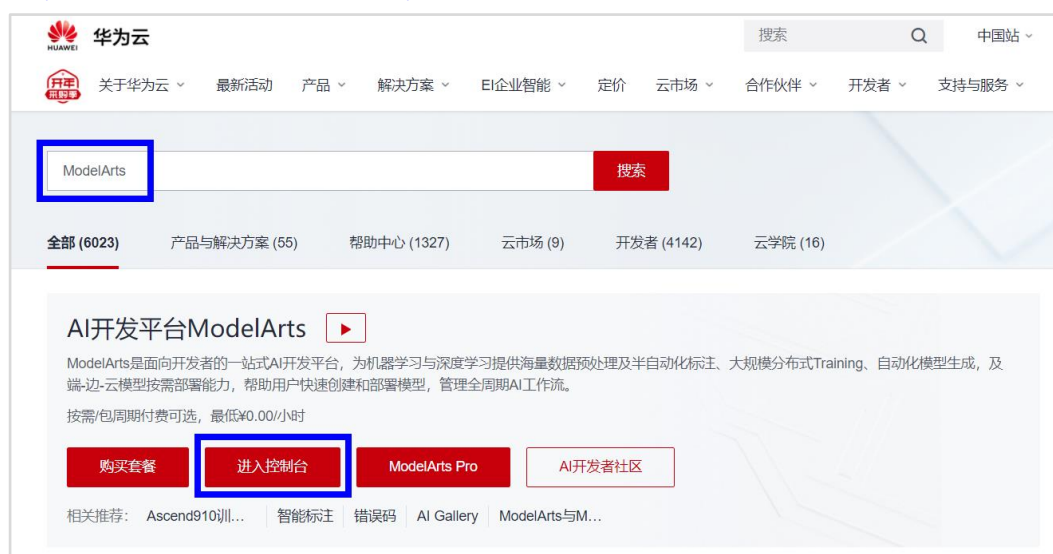 HUAWEI 华为云 搜索 中国站
开年采购季 关于华为云 最新活动 产品 解决方案 EI企业智能 定价 云市场 合作伙伴 开发者 支持与服务
ModelArts 搜索
全部 (6023) 产品与解决方案 (55) 帮助中心 (1327) 云市场 (9) 开发者 (4142) 云学院 (16)
AI开发平台ModelArts
ModelArts是面向开发者的一站式AI开发平台，为机器学习与深度学习提供海量数据预处理及半自动化标注、大规模分布式Training、自动化模型生成，及
端-边-云模型按需部署能力，帮助用户快速创建和部署模型，管理全周期AI工作流。
按需/包周期付费可选，最低¥0.00/小时
购买套餐 进入控制台 ModelArts Pro AI开发者社区
相关推荐： Ascend910训... 智能标注 错误码 AI Gallery ModelArts与M...